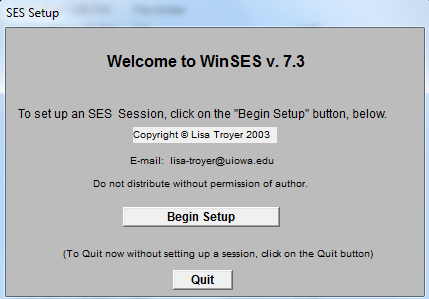 SES Setup
Welcome to WinSES v. 7.3
To set up an SES Session, click on the "Begin Setup" button, below.
Copyright © Lisa Troyer 2003
E-mail: lisa-troyer@uiowa.edu
Do not distribute without permission of author.
Begin Setup
(To Quit now without setting up a session, click on the Quit button)
Quit